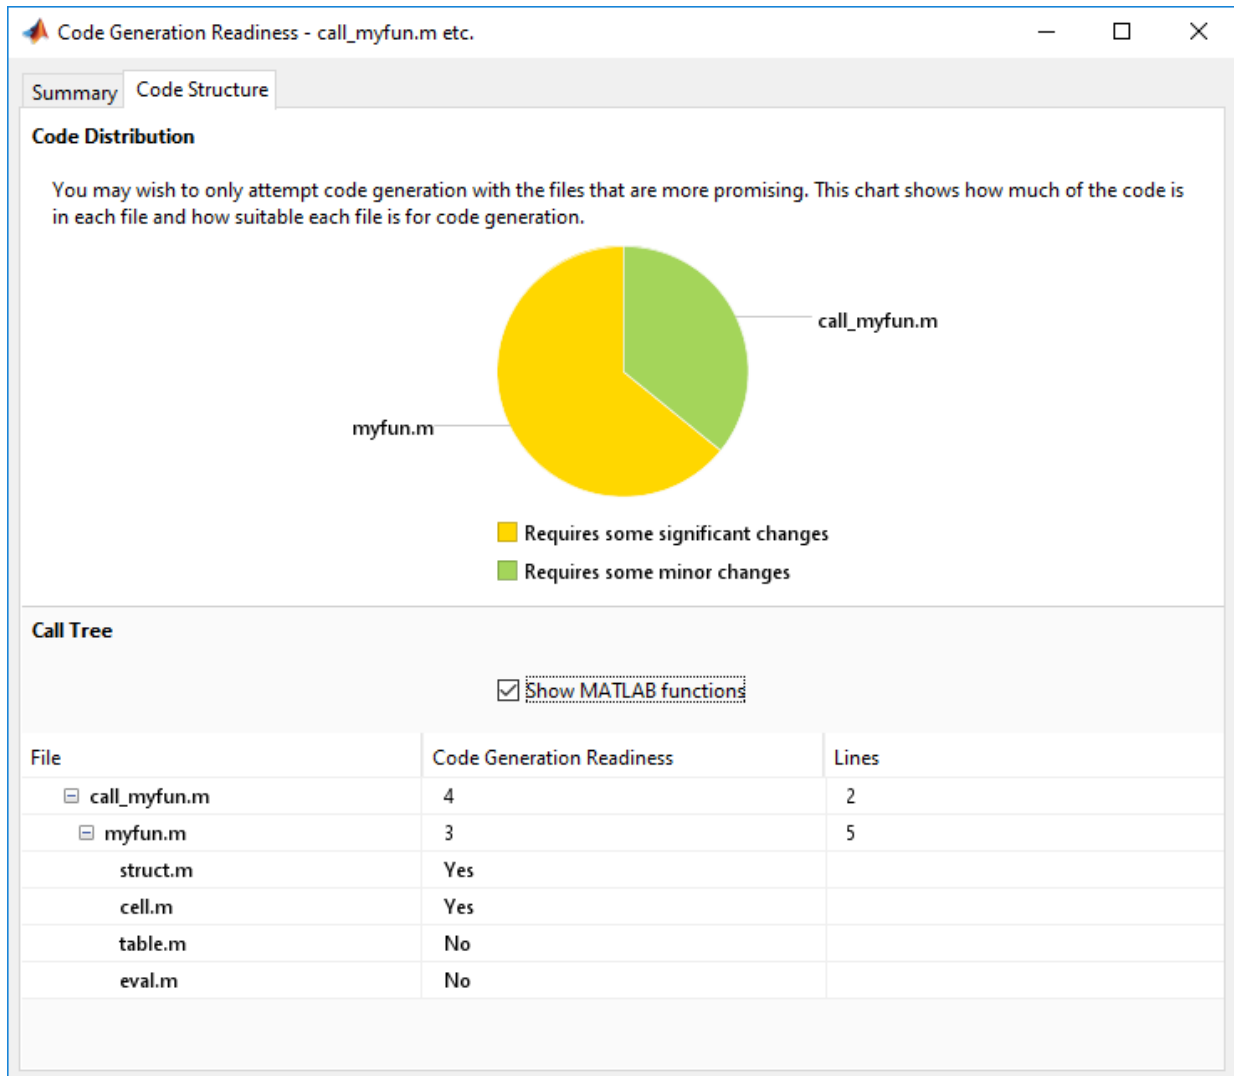 Code Generation Readiness - call_myfun.m etc.
Summary Code Structure
Code Distribution
You may wish to only attempt code generation with the files that are more promising. This chart shows how much of the code is
in each file and how suitable each file is for code generation.
call_myfun.m
myfun.m
Requires some significant changes
Requires some minor changes
Call Tree
Show MATLAB functions
File Code Generation Readiness Lines
call_myfun.m 4 2
myfun.m 3 5
struct.m Yes
cell.m Yes
table.m No
eval.m No